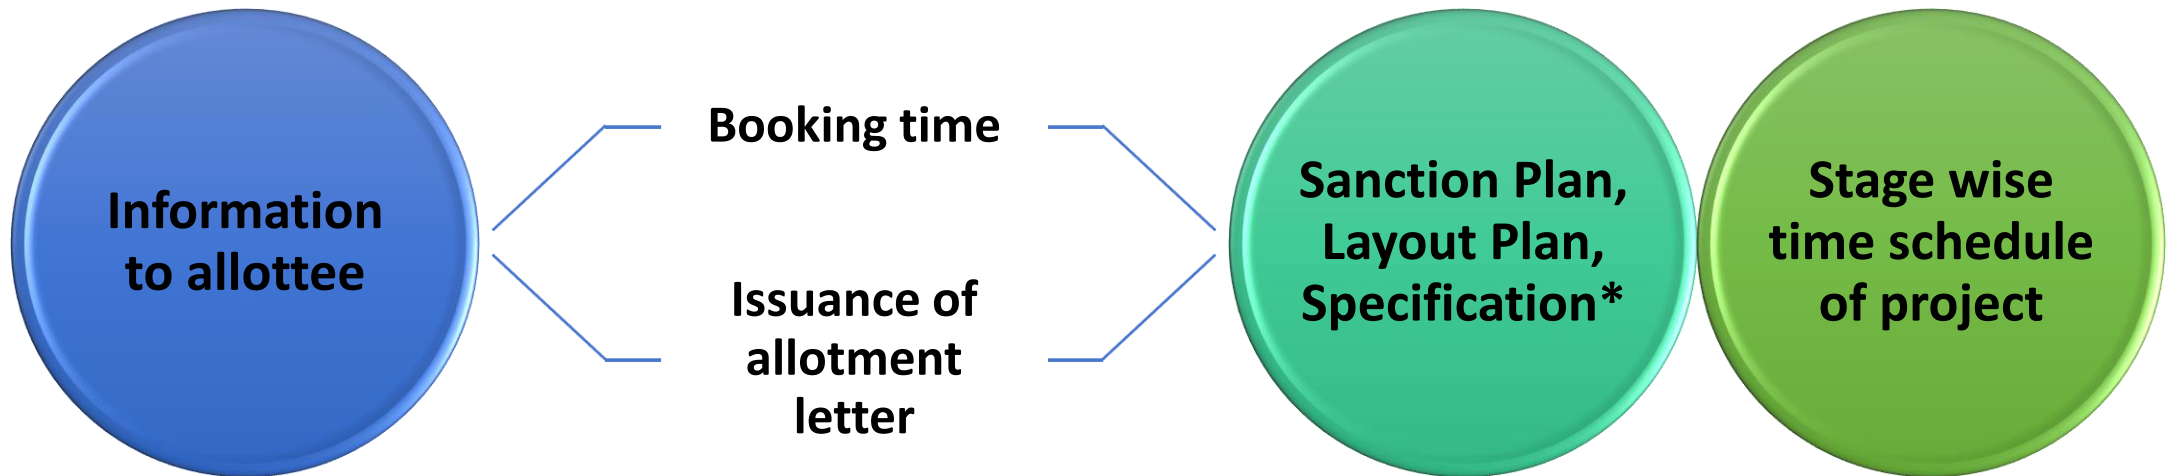 Information
to allottee
Booking time
Issuance of
allotment
letter
Sanction Plan,
Layout Plan,
Specification*
Stage wise
time schedule
of project